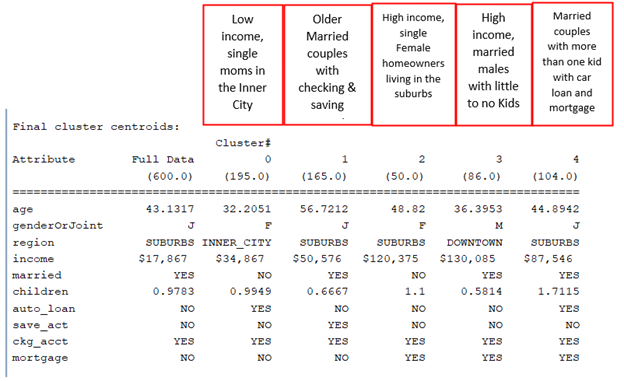 Low
income,
single
moms in
the Inner
City
Older
Married
couples
with
checking &
saving
High income,
single
Female
homeowners
living in the
suburbs
High
income,
married
males
with little
to no Kids
Married
couples
with more
than one kid
with car
loan and
mortgage
Final cluster centroids:
Cluster#
Attribute Full Data 0 1 2 3 4
(600.0) (195.0) (165.0) (50.0) (86.0) (104.0)
================================================================================
age 43.1317 32.2051 56.7212 48.82 36.3953 44.8942
genderOrJoint J F J F M J
region SUBURBS INNER_CITY SUBURBS SUBURBS DOWNTOWN SUBURBS
income $17,867 $34,867 $50,576 $120,375 $130,085 $87,546
married YES NO YES NO YES YES
children 0.9783 0.9949 0.6667 1.1 0.5814 1.7115
auto_loan NO YES NO NO NO YES
save_act NO NO YES NO NO NO
ckg_acct YES YES YES YES YES YES
mortgage NO NO NO YES YES YES